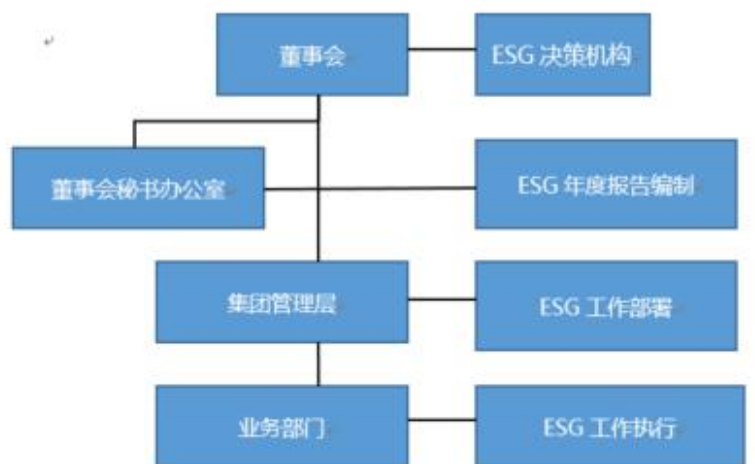 董事会
ESG 决策机构
董事会秘书办公室
ESG 年度报告编制
集团管理层
ESG 工作部署
业务部门
ESG 工作执行